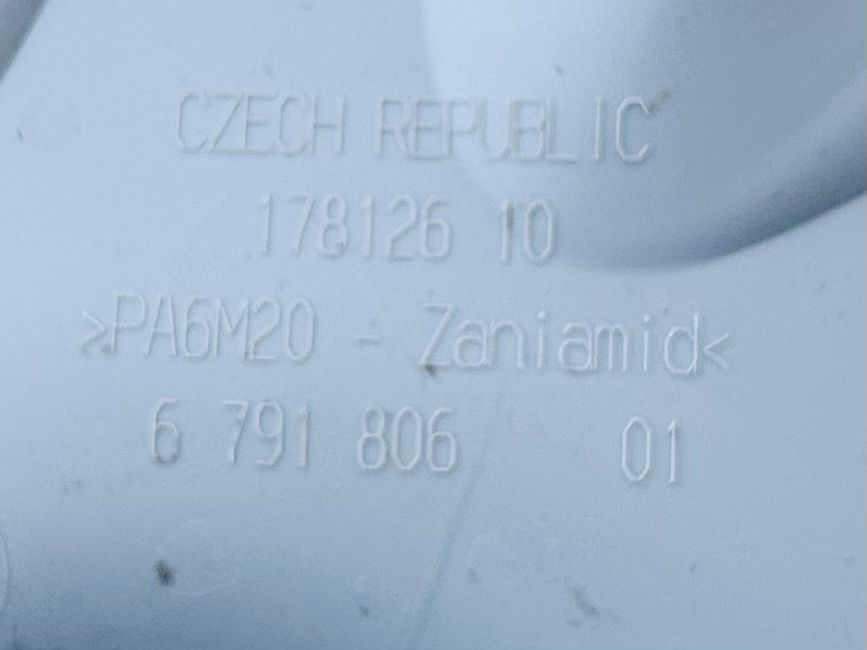 CZECH REPUBLIC
178126 10
>PA6M20 - Zaniamid<
6 791 806 01